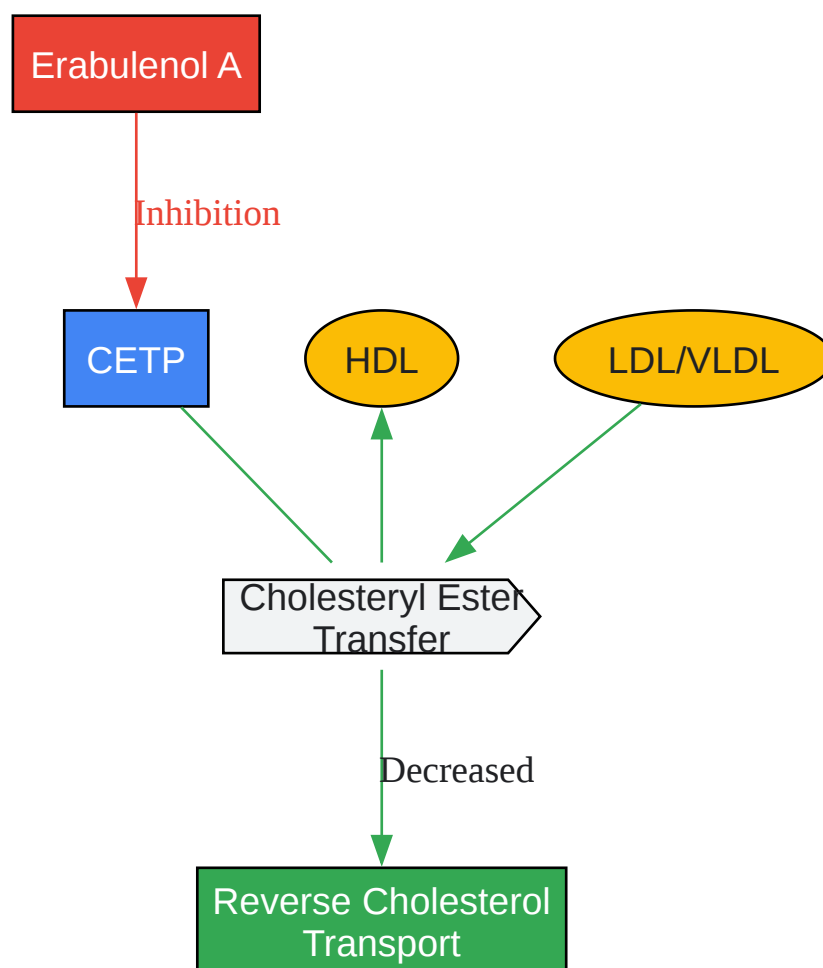 Erabulenol A
Inhibition
CETP
HDL
LDL/VLDL
Cholesteryl Ester
Transfer
Decreased
Reverse Cholesterol
Transport